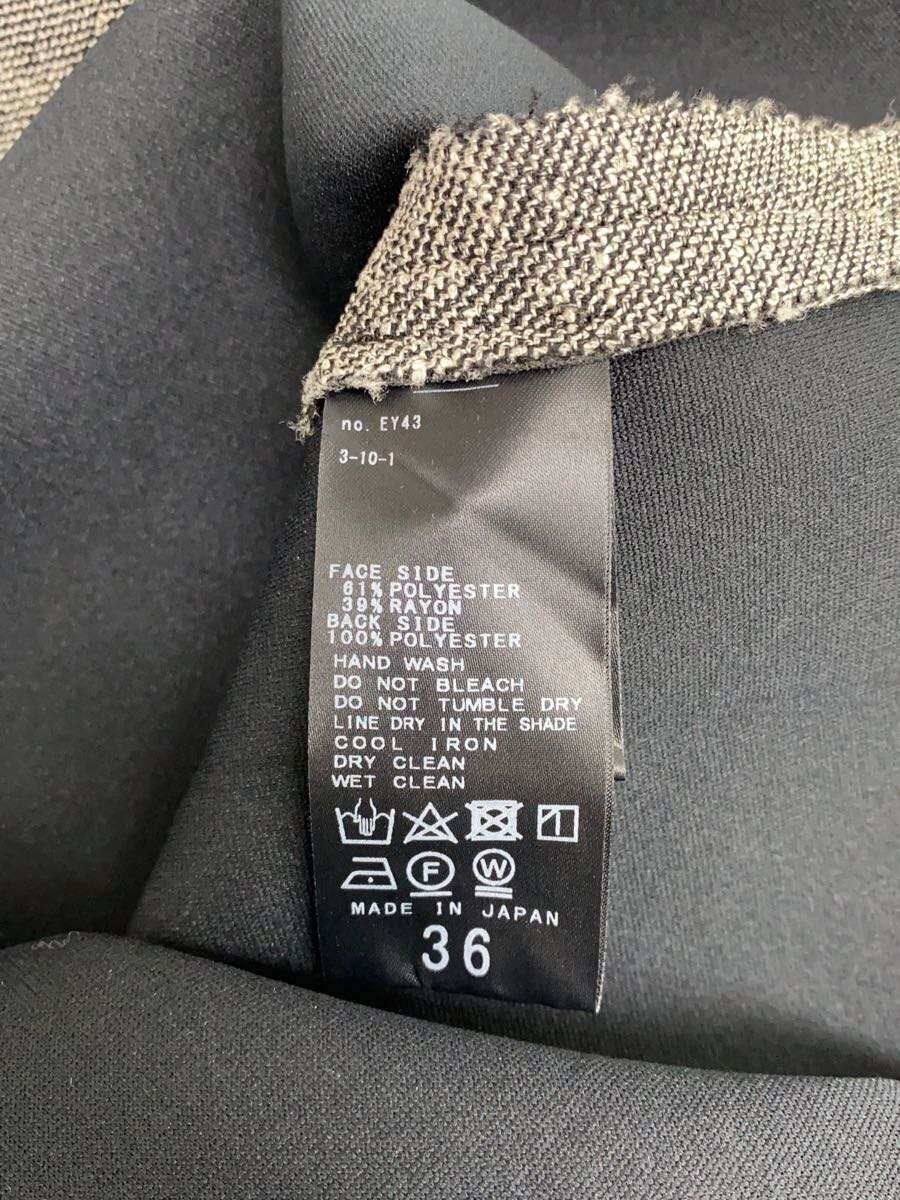 no. EY43
3-10-1
FACE SIDE
61% POLYESTER
39% RAYON
BACK SIDE
100% POLYESTER
HAND WASH
DO NOT BLEACH
DO NOT TUMBLE DRY
LINE DRY IN THE SHADE
COOL IRON
DRY CLEAN
WET CLEAN
F W
MADE IN JAPAN
36